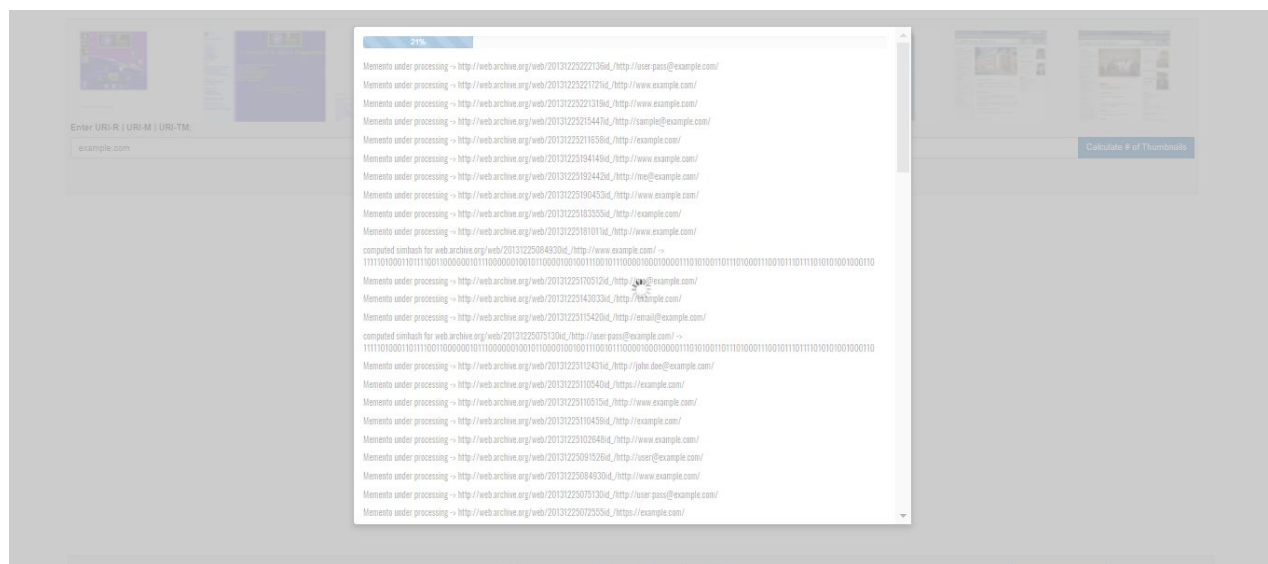 21%
Memento under processing -> http://web.archive.org/web/20131225222136id_/http://user:pass@example.com/
Memento under processing -> http://web.archive.org/web/20131225221721id_/http://www.example.com/
Memento under processing -> http://web.archive.org/web/20131225221319id_/http://www.example.com/
Memento under processing -> http://web.archive.org/web/20131225215447id_/http://sample@example.com/
Memento under processing -> http://web.archive.org/web/20131225211658id_/http://example.com/
Enter URI-R | URI-M | URI-TM:
example.com
Calculate # of Thumbnails
Memento under processing -> http://web.archive.org/web/20131225194149id_/http://www.example.com/
Memento under processing -> http://web.archive.org/web/20131225192442id_/http://me@example.com/
Memento under processing -> http://web.archive.org/web/20131225190453id_/http://www.example.com/
Memento under processing -> http://web.archive.org/web/20131225183555id_/http://example.com/
Memento under processing -> http://web.archive.org/web/20131225181011id_/http://www.example.com/
computed simhash for web.archive.org/web/20131225084930id_/http://www.example.com/ ->
Memento under processing -> http://web.archive.org/web/20131225170512id_/
Memento under processing -> http://web.archive.org/web/20131225143033id_/http://example.com/
Memento under processing -> http://web.archive.org/web/20131225115420id_/http://email@example.com/
computed simhash for web.archive.org/web/20131225075130id_/http://user:pass@example.com/ ->
Memento under processing -> http://web.archive.org/web/20131225112431id_/http://john.doe@example.com/
Memento under processing -> http://web.archive.org/web/20131225110540id_/https://example.com/
Memento under processing -> http://web.archive.org/web/20131225110515id_/http://www.example.com/
Memento under processing -> http://web.archive.org/web/20131225110459id_/http://example.com/
Memento under processing -> http://web.archive.org/web/20131225102648id_/http://www.example.com/
Memento under processing -> http://web.archive.org/web/20131225091526id_/http://user@example.com/
Memento under processing -> http://web.archive.org/web/20131225084930id_/http://www.example.com/
Memento under processing -> http://web.archive.org/web/20131225075130id_/http://user:pass@example.com/
Memento under processing -> http://web.archive.org/web/20131225072555id_/https://example.com/